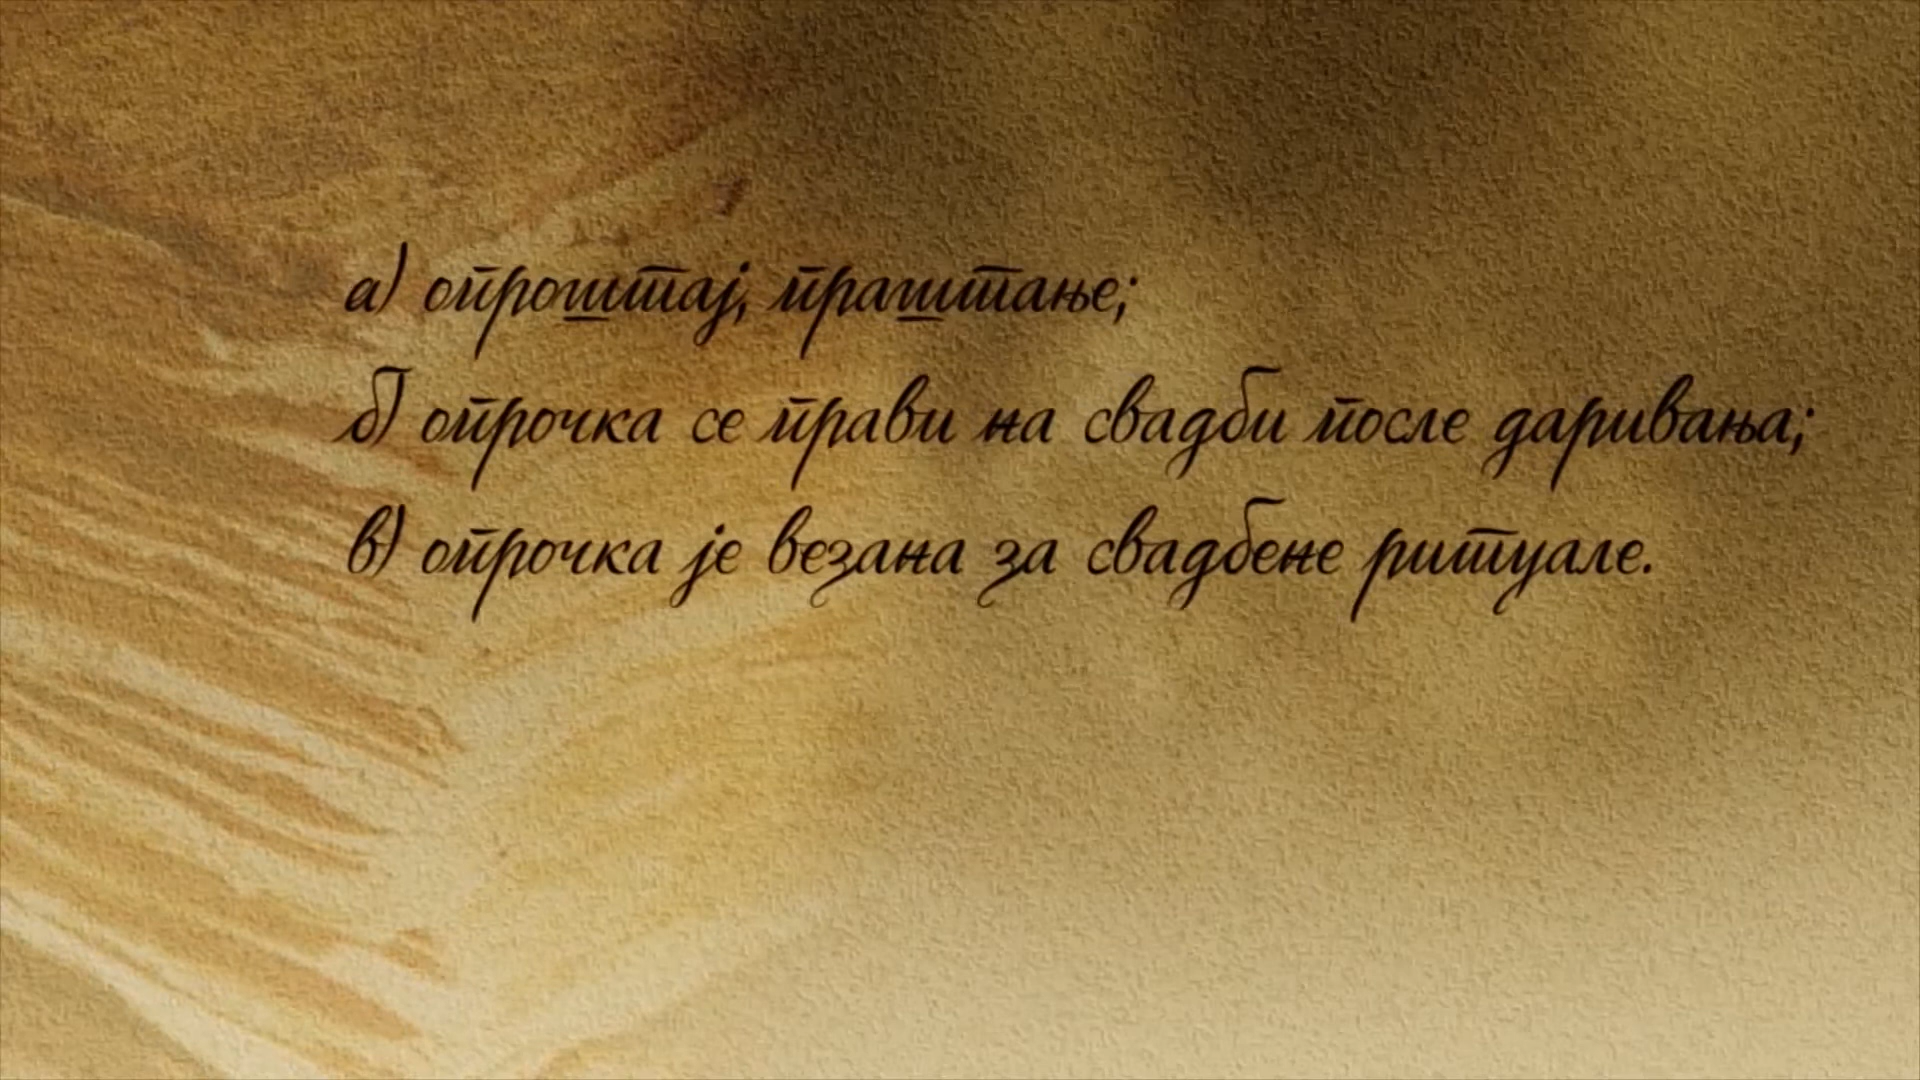 а) опроштај, праштање;
б) опрочка се прави на свадби после даривања;
в) опрочка је везана за свадбене ритуале.